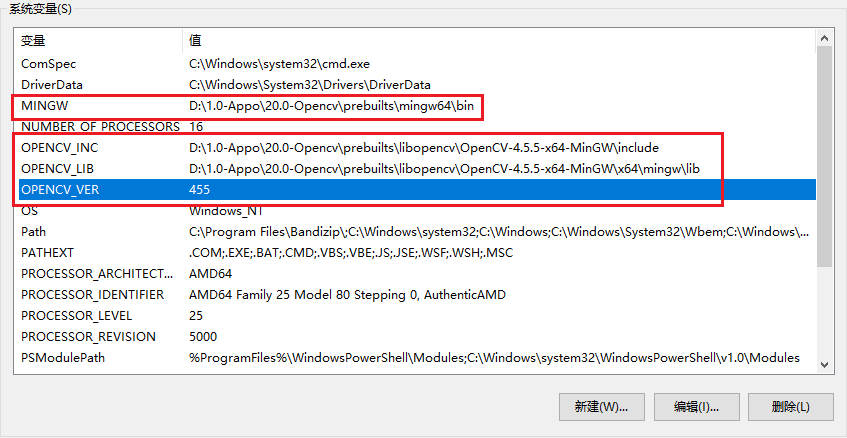 系统变量(S)
变量 值
ComSpec C:\Windows\system32\cmd.exe
DriverData C:\Windows\System32\Drivers\DriverData
MINGW D:\1.0-Appo\20.0-Opencv\prebuilts\mingw64\bin
NUMBER_OF_PROCESSORS 16
OPENCV_INC D:\1.0-Appo\20.0-Opencv\prebuilts\libopencv\OpenCV-4.5.5-x64-MinGW\include
OPENCV_LIB D:\1.0-Appo\20.0-Opencv\prebuilts\libopencv\OpenCV-4.5.5-x64-MinGW\x64\mingw\lib
OPENCV_VER 455
OS Windows_NT
Path C:\Program Files\Bandizip\;C:\Windows\system32;C:\Windows;C:\Windows\System32\Wbem;C:\Windows\...
PATHEXT .COM;.EXE;.BAT;.CMD;.VBS;.VBE;.JS;.JSE;.WSF;.WSH;.MSC
PROCESSOR_ARCHITECT... AMD64
PROCESSOR_IDENTIFIER AMD64 Family 25 Model 80 Stepping 0, AuthenticAMD
PROCESSOR_LEVEL 25
PROCESSOR_REVISION 5000
PSModulePath %ProgramFiles%\WindowsPowerShell\Modules;C:\Windows\system32\WindowsPowerShell\v1.0\Modules
新建(W)... 编辑(I)... 删除(L)